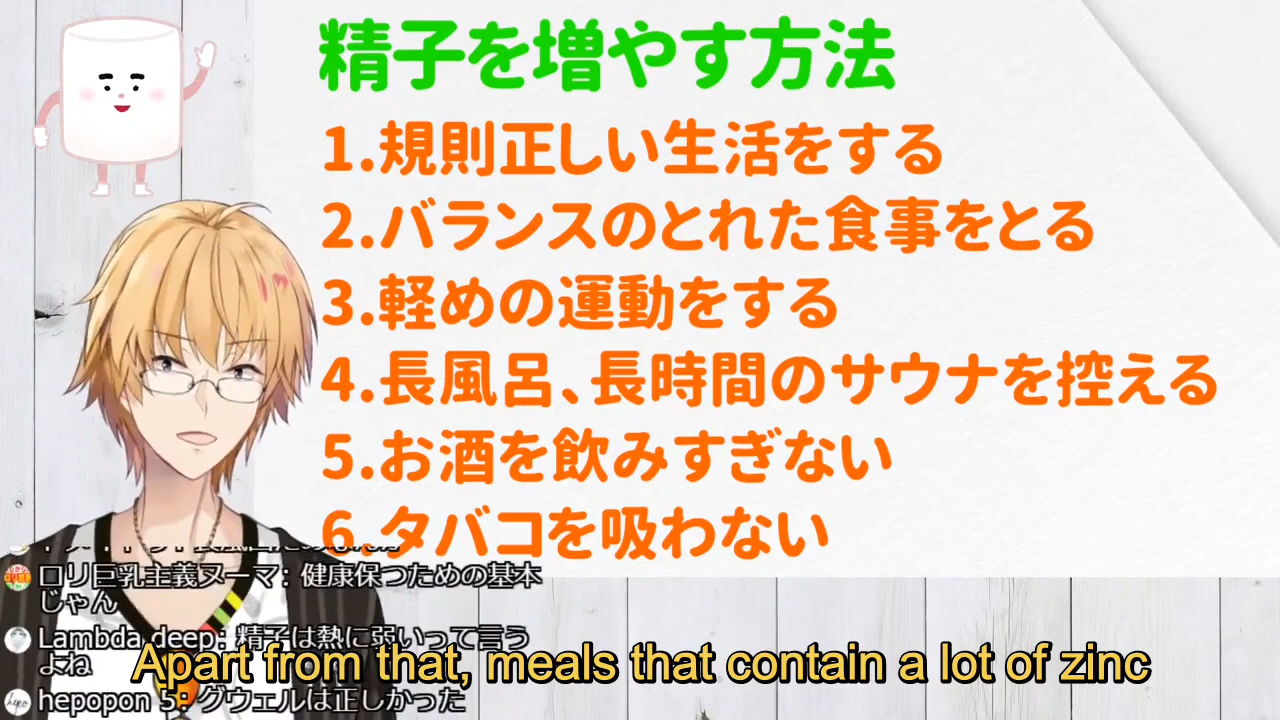 精子を増やす方法
1.規則正しい生活をする
2.バランスのとれた食事をとる
3.軽めの運動をする
4.長風呂、長時間のサウナを控える
5.お酒を飲みすぎない
6.タバコを吸わない
ロリ巨乳主義ヌーマ: 健康保つための基本
じゃん
Lambda deep: 精子は熱に弱いって言う
よね
hepopon 5: グウェルは正しかった
Apart from that, meals that contain a lot of zinc